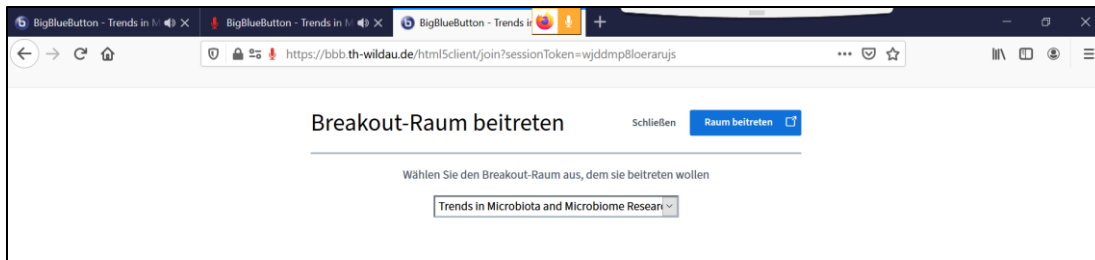 BigBlueButton - Trends in M
BigBlueButton - Trends in M
BigBlueButton - Trends in
https://bbb.th-wildau.de/html5client/join?sessionToken=wjddmp8loerarujs
Breakout-Raum beitreten
Schließen
Raum beitreten
Wählen Sie den Breakout-Raum aus, dem sie beitreten wollen
Trends in Microbiota and Microbiome Resear